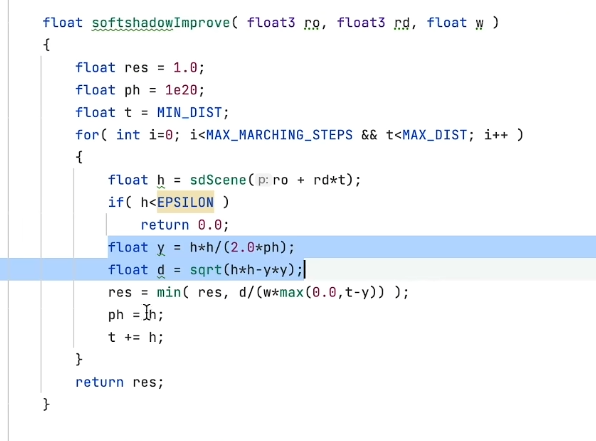 float softshadowImprove( float3 ro, float3 rd, float w )
{
float res = 1.0;
float ph = 1e20;
float t = MIN_DIST;
for( int i=0; i<MAX_MARCHING_STEPS && t<MAX_DIST; i++ )
{
float h = sdScene( p: ro + rd*t);
if( h<EPSILON )
return 0.0;
float y = h*h/(2.0*ph);
float d = sqrt(h*h-y*y);
res = min( res, d/(w*max(0.0,t-y)) );
ph = h;
t += h;
}
return res;
}